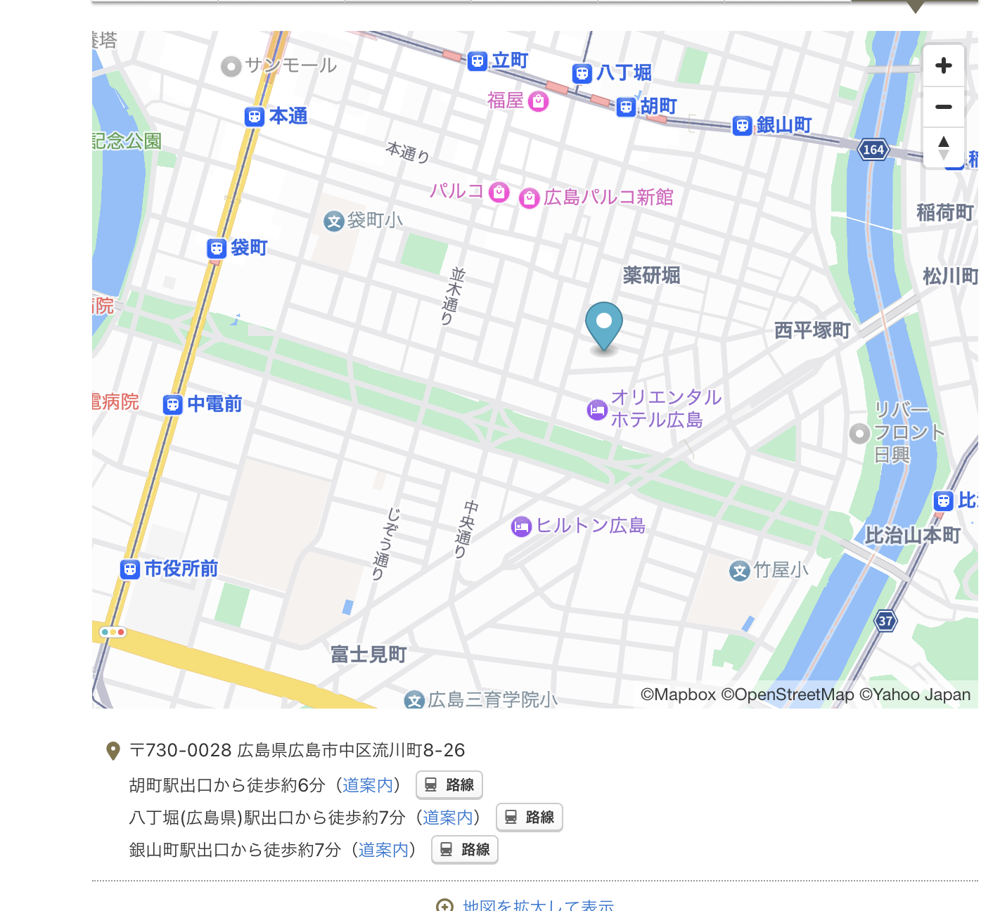 養塔
サンモール
立町
八丁堀
福屋
胡町
本通
銀山町
記念公園
本通り
164
稲
パルコ
広島パルコ新館
袋町小
稲荷町
袋町
薬研堀
松川町
並木通り
病院
西平塚町
中電前
電病院
オリエンタル
ホテル広島
リバー
フロント
日興
じぞう通り
中央通り
ヒルトン広島
比治
比治山本町
市役所前
竹屋小
37
富士見町
広島三育学院小
©Mapbox ©OpenStreetMap ©Yahoo Japan
〒730-0028 広島県広島市中区流川町8-26
胡町駅出口から徒歩約6分（道案内） 路線
八丁堀(広島県)駅出口から徒歩約7分（道案内） 路線
銀山町駅出口から徒歩約7分（道案内） 路線
地図を拡大して表示